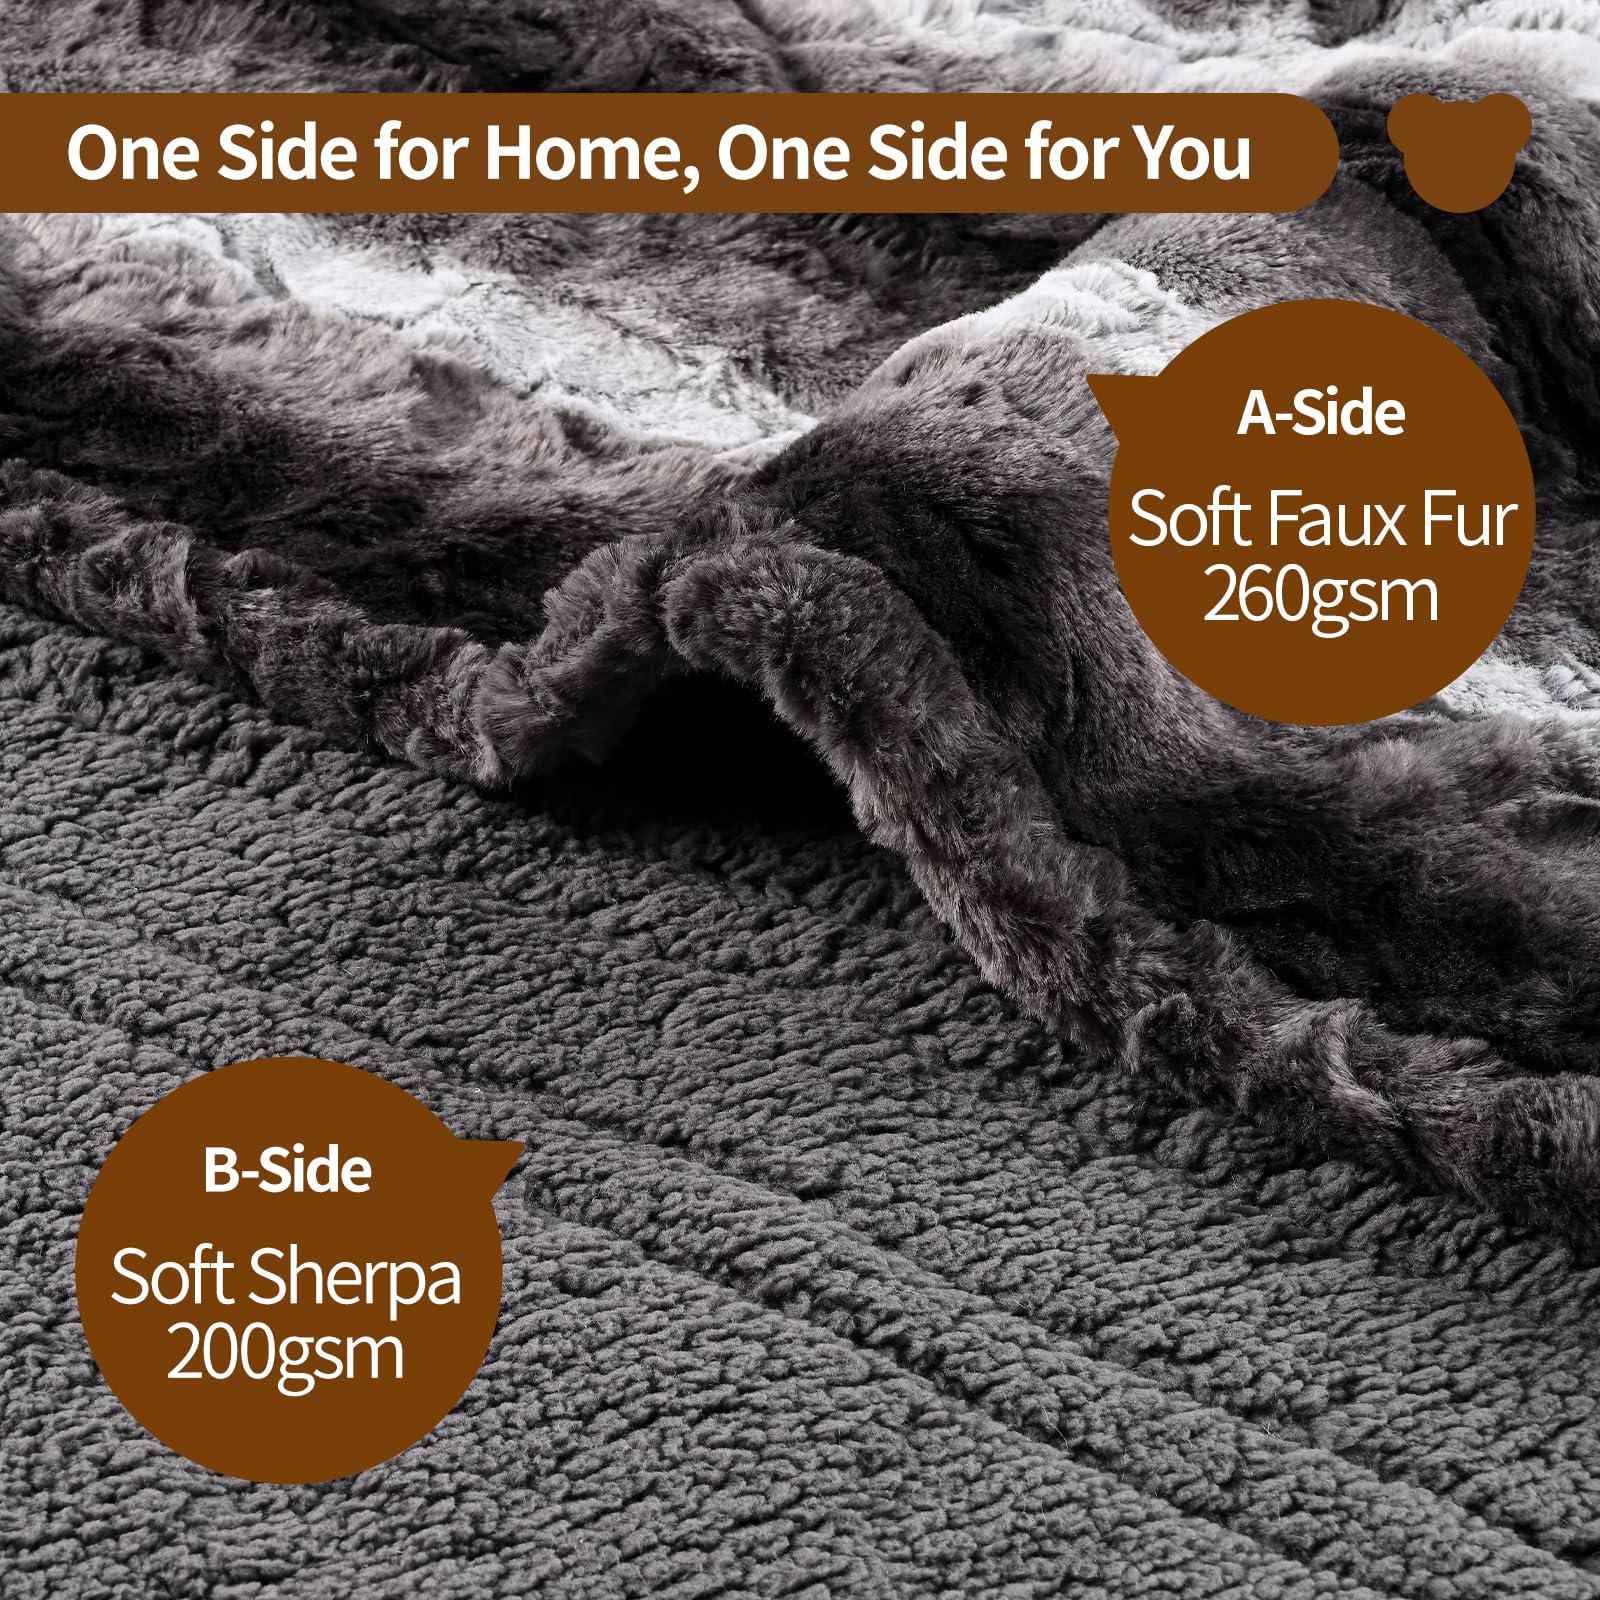 One Side for Home, One Side for You
A-Side
Soft Faux Fur
260gsm
B-Side
Soft Sherpa
200gsm